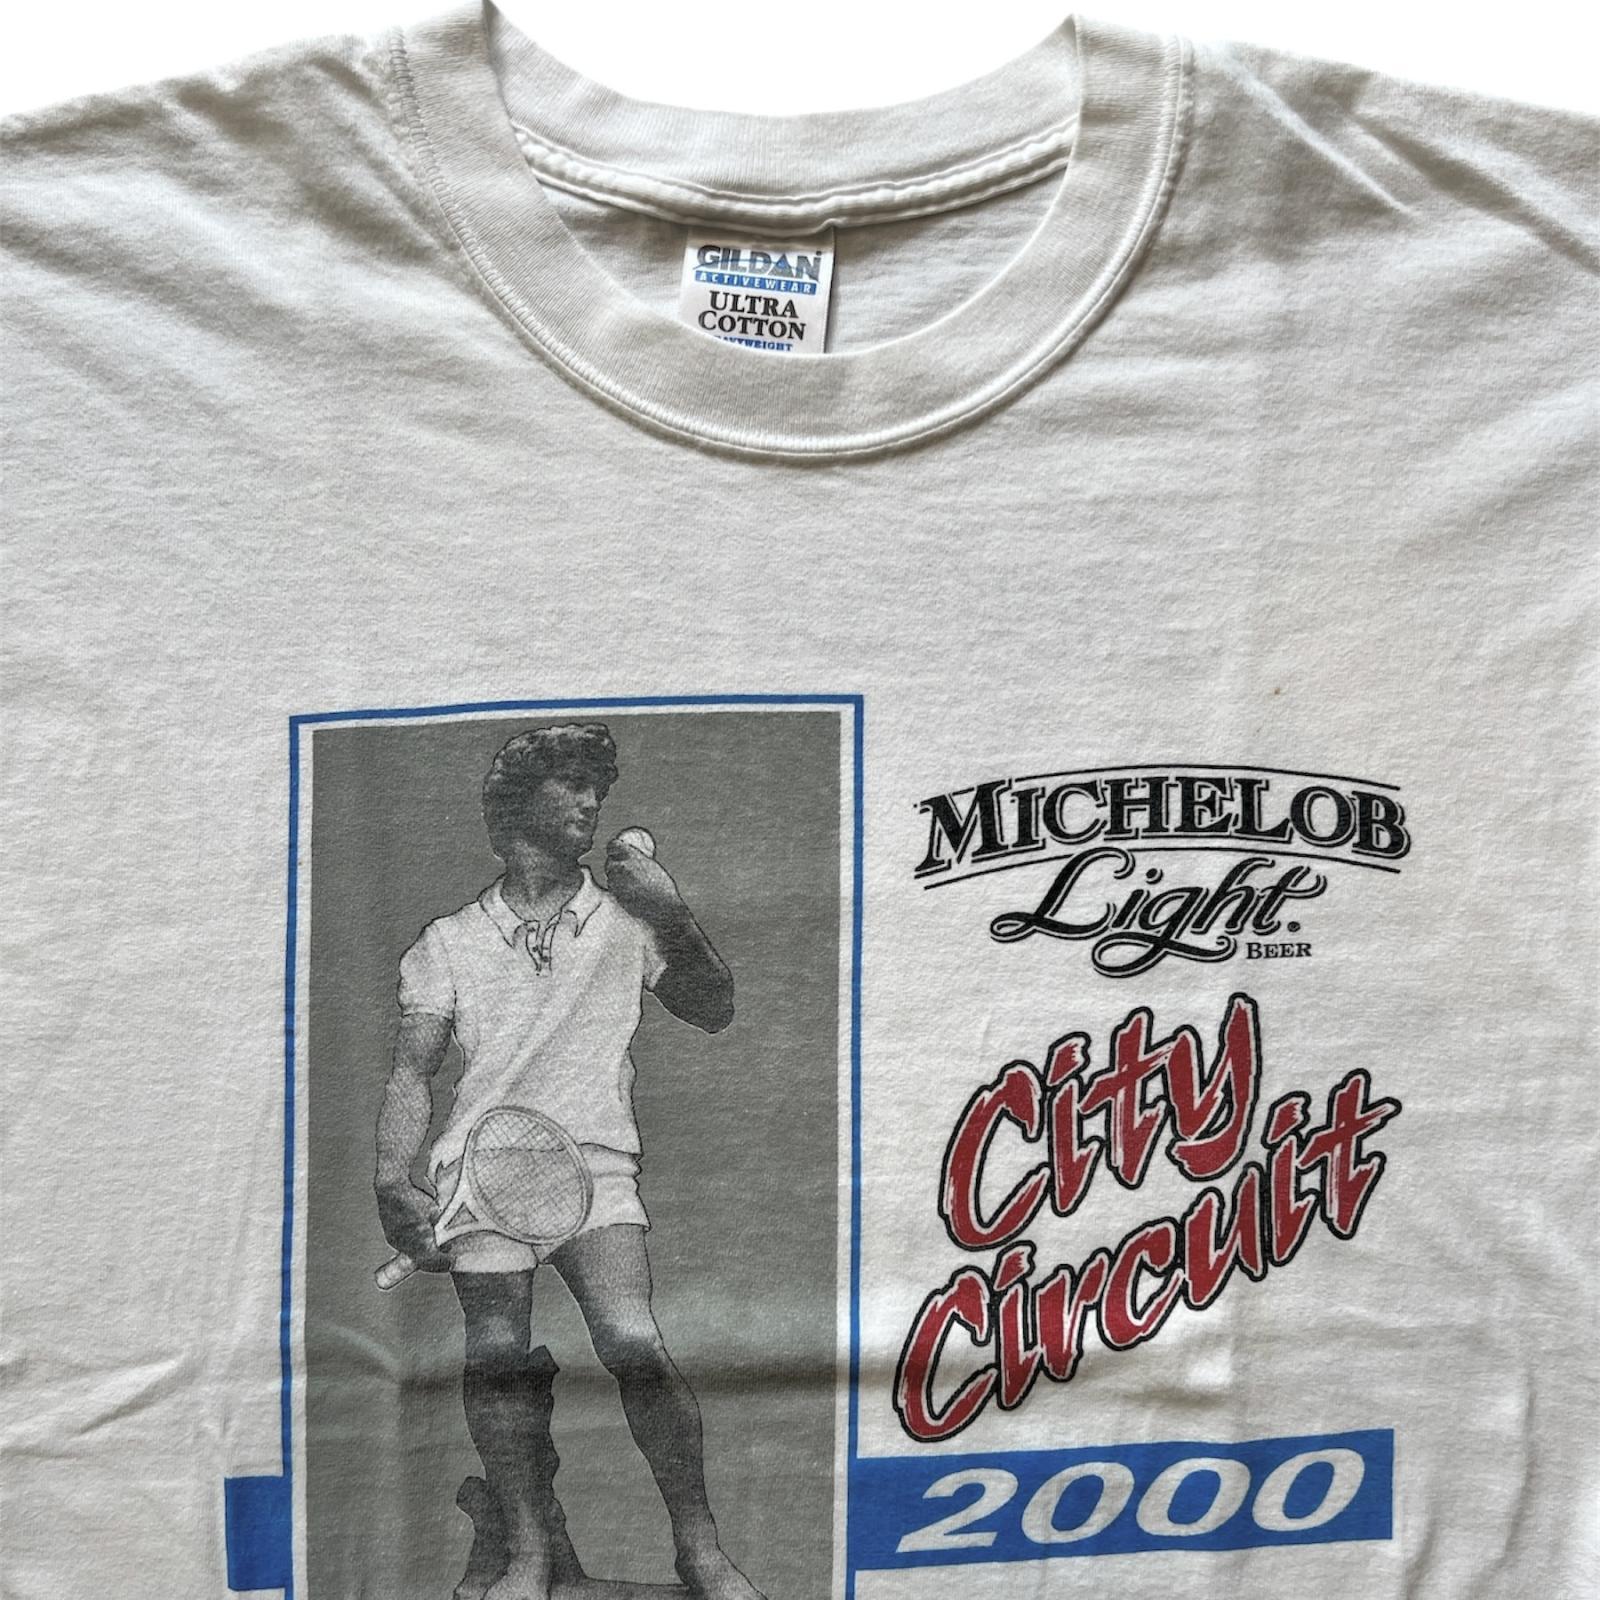 GILDAN
ACTIVEWEAR
ULTRA
COTTON
MICHELOB
Light®
BEER
City
Circuit
2000